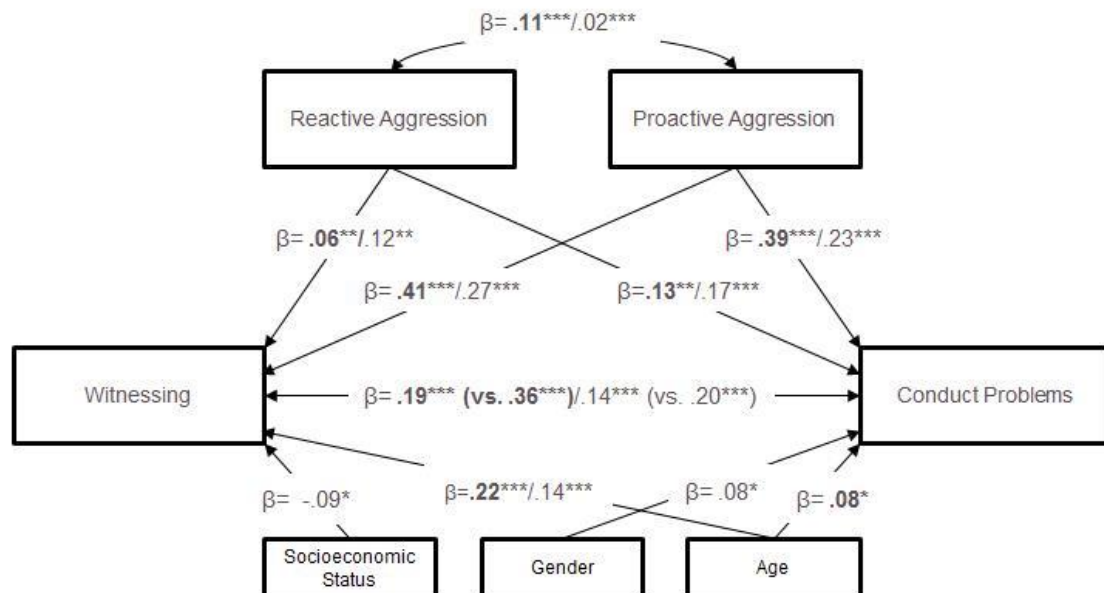 β= .11***/.02***
Reactive Aggression
Proactive Aggression
β= .06**/.12**
β= .39***/.23***
β= .41***/.27***
β=.13**/.17***
Witnessing
β= .19*** (vs. .36***)/.14*** (vs. .20***)
Conduct Problems
β= -.09*
β=.22***/.14***
β= .08*
β= .08*
Socioeconomic
Status
Gender
Age